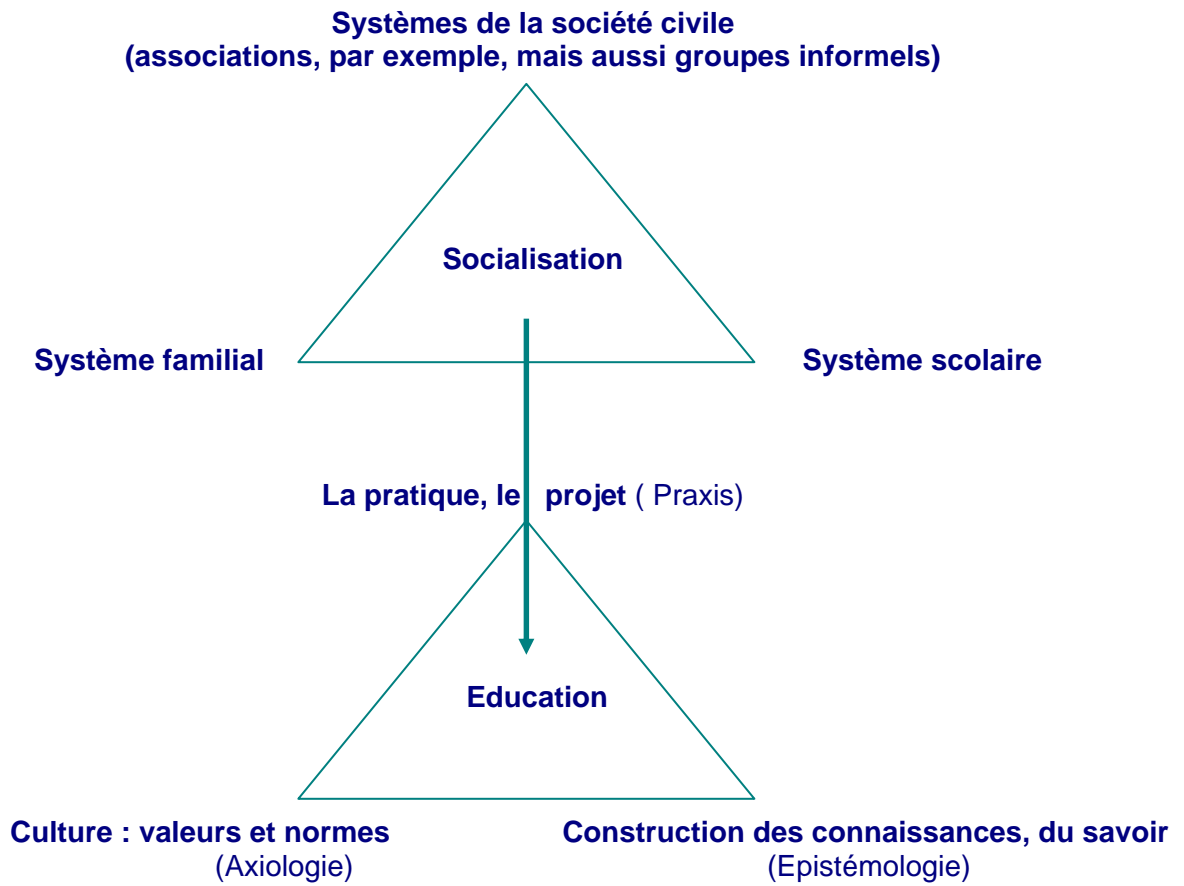 Systèmes de la société civile
(associations, par exemple, mais aussi groupes informels)
Socialisation
Système familial
Système scolaire
La pratique, le projet ( Praxis)
Education
Culture : valeurs et normes
(Axiologie)
Construction des connaissances, du savoir
(Epistémologie)